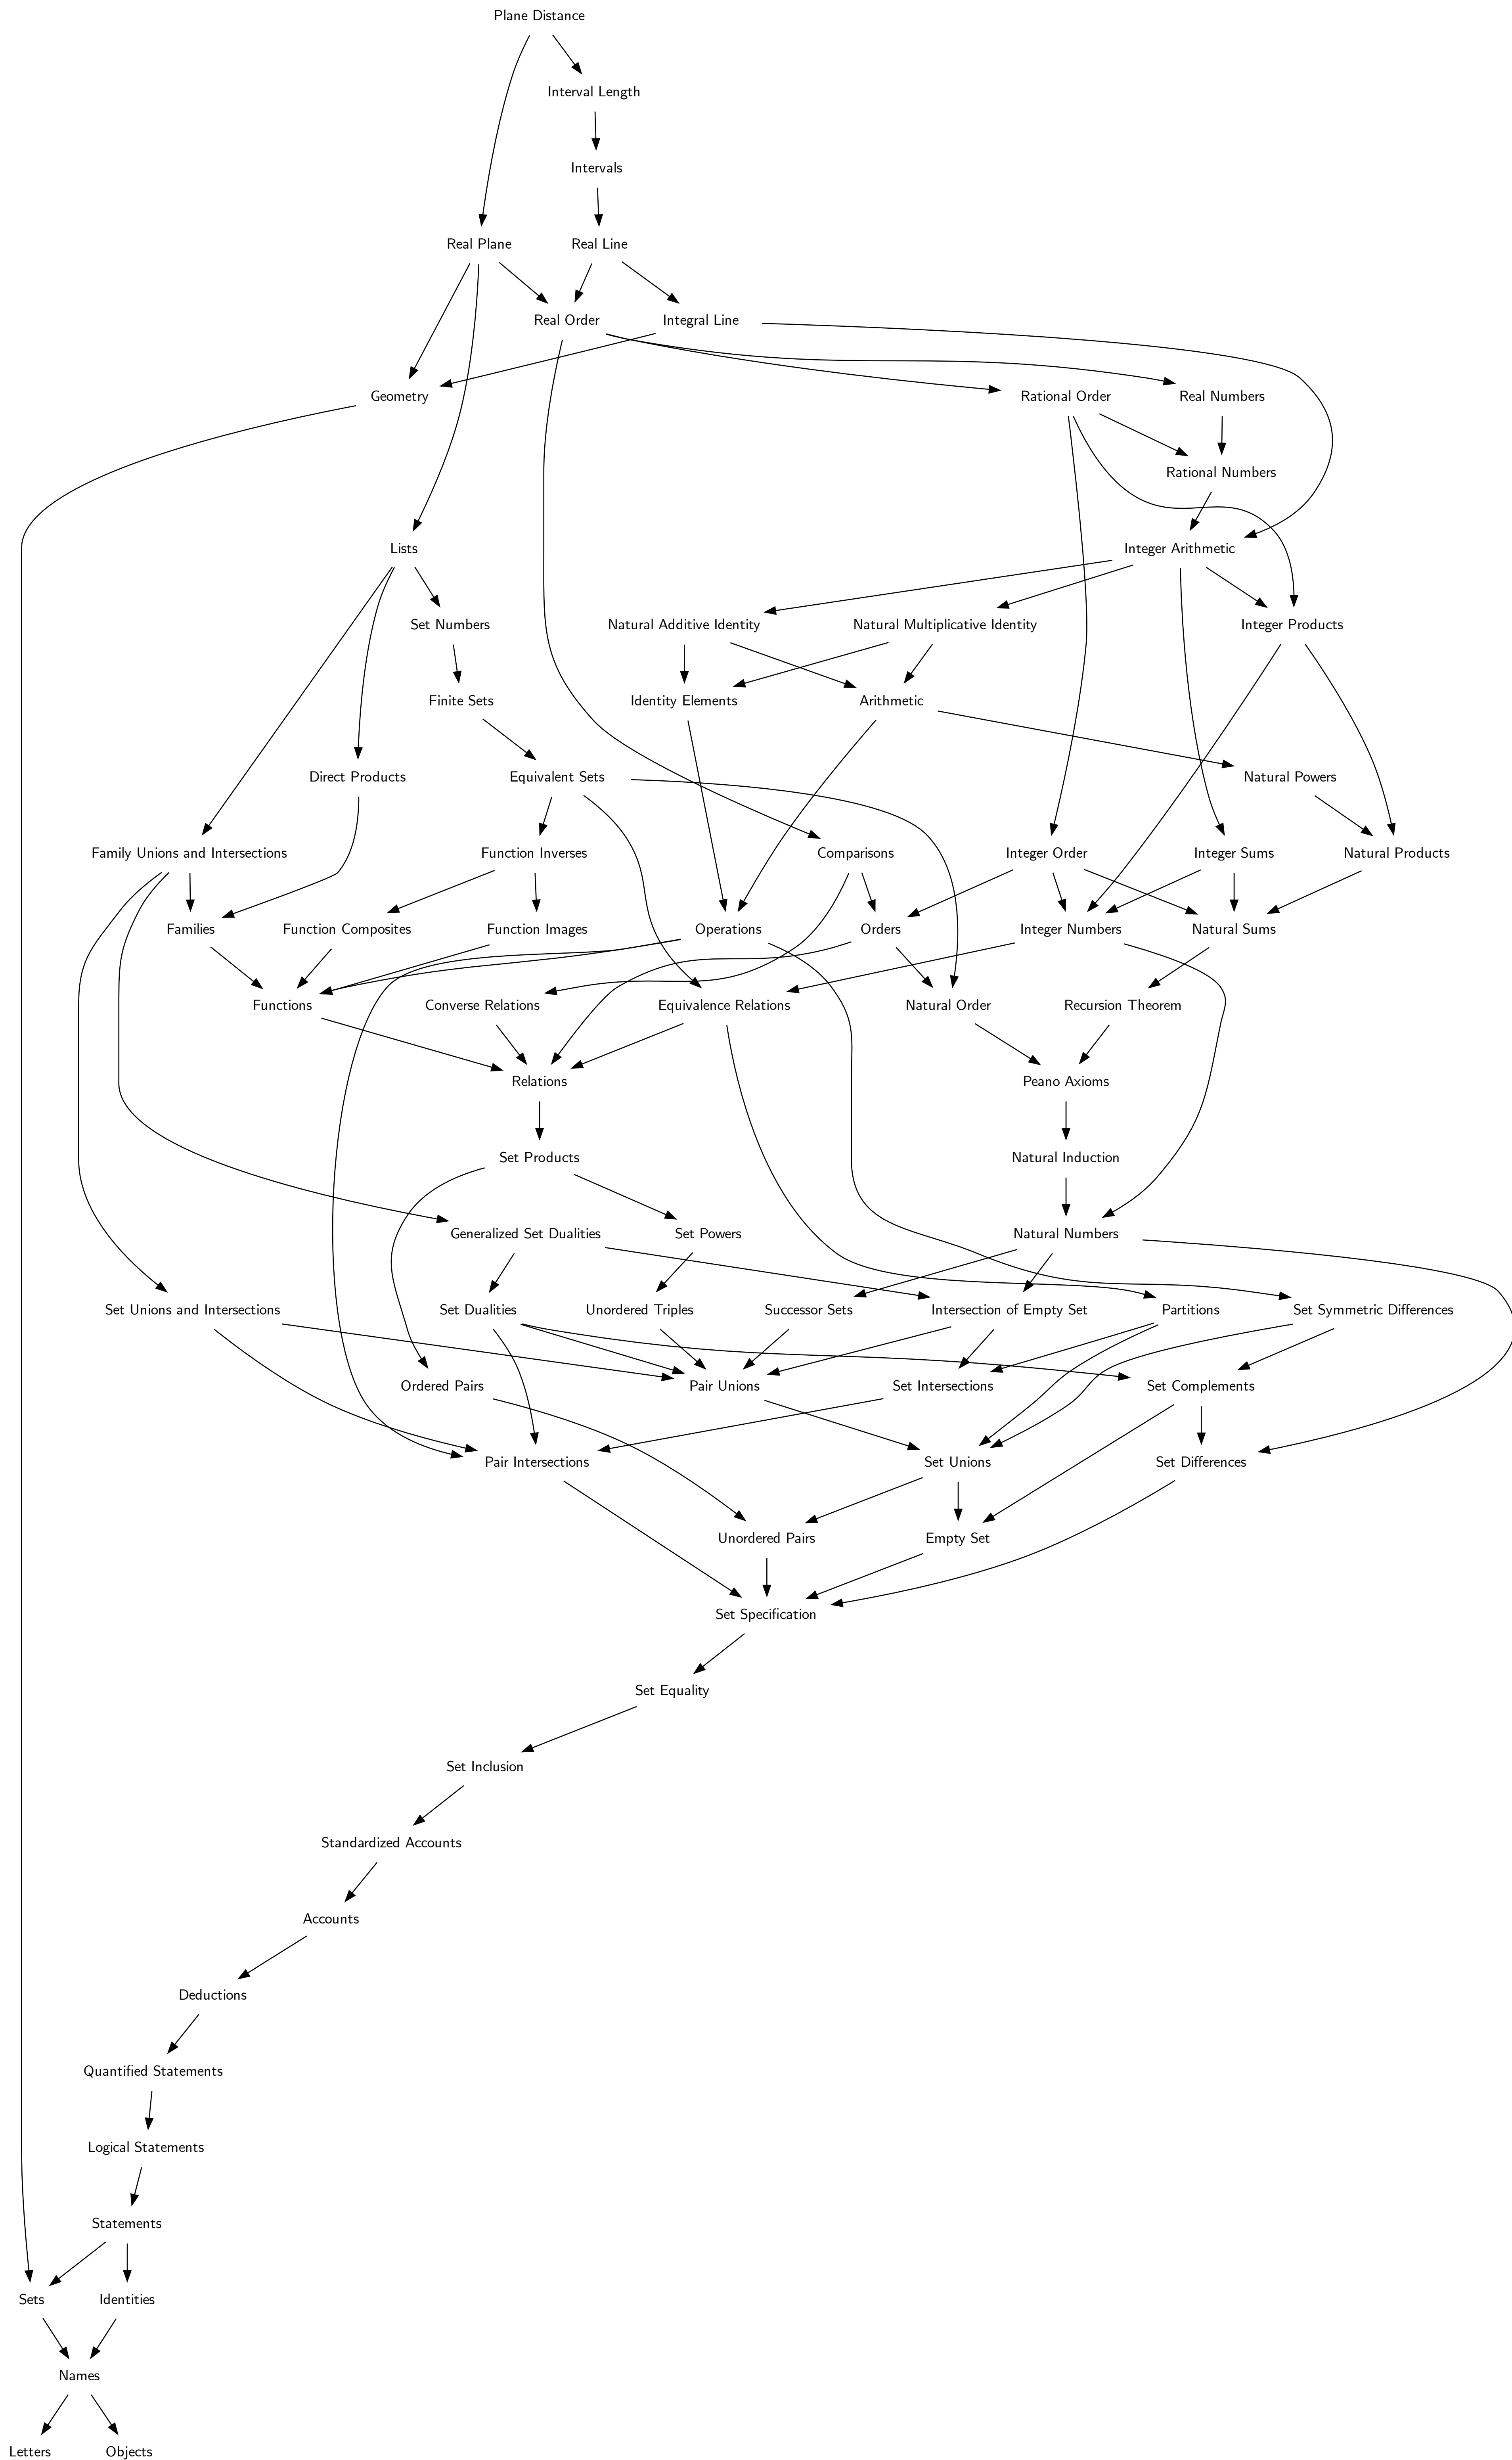 Plane Distance
Interval Length
Intervals
Real Plane
Real Line
Real Order
Integral Line
Geometry
Rational Order
Real Numbers
Rational Numbers
Lists
Integer Arithmetic
Set Numbers
Natural Additive Identity
Natural Multiplicative Identity
Integer Products
Finite Sets
Identity Elements
Arithmetic
Direct Products
Equivalent Sets
Natural Powers
Family Unions and Intersections
Function Inverses
Comparisons
Integer Order
Integer Sums
Natural Products
Families
Function Composites
Function Images
Operations
Orders
Integer Numbers
Natural Sums
Functions
Converse Relations
Equivalence Relations
Natural Order
Recursion Theorem
Relations
Peano Axioms
Set Products
Natural Induction
Generalized Set Dualities
Set Powers
Natural Numbers
Set Unions and Intersections
Set Dualities
Unordered Triples
Successor Sets
Intersection of Empty Set
Partitions
Set Symmetric Differences
Ordered Pairs
Pair Unions
Set Intersections
Set Complements
Pair Intersections
Set Unions
Set Differences
Unordered Pairs
Empty Set
Set Specification
Set Equality
Set Inclusion
Standardized Accounts
Accounts
Deductions
Quantified Statements
Logical Statements
Statements
Sets
Identities
Names
Letters
Objects